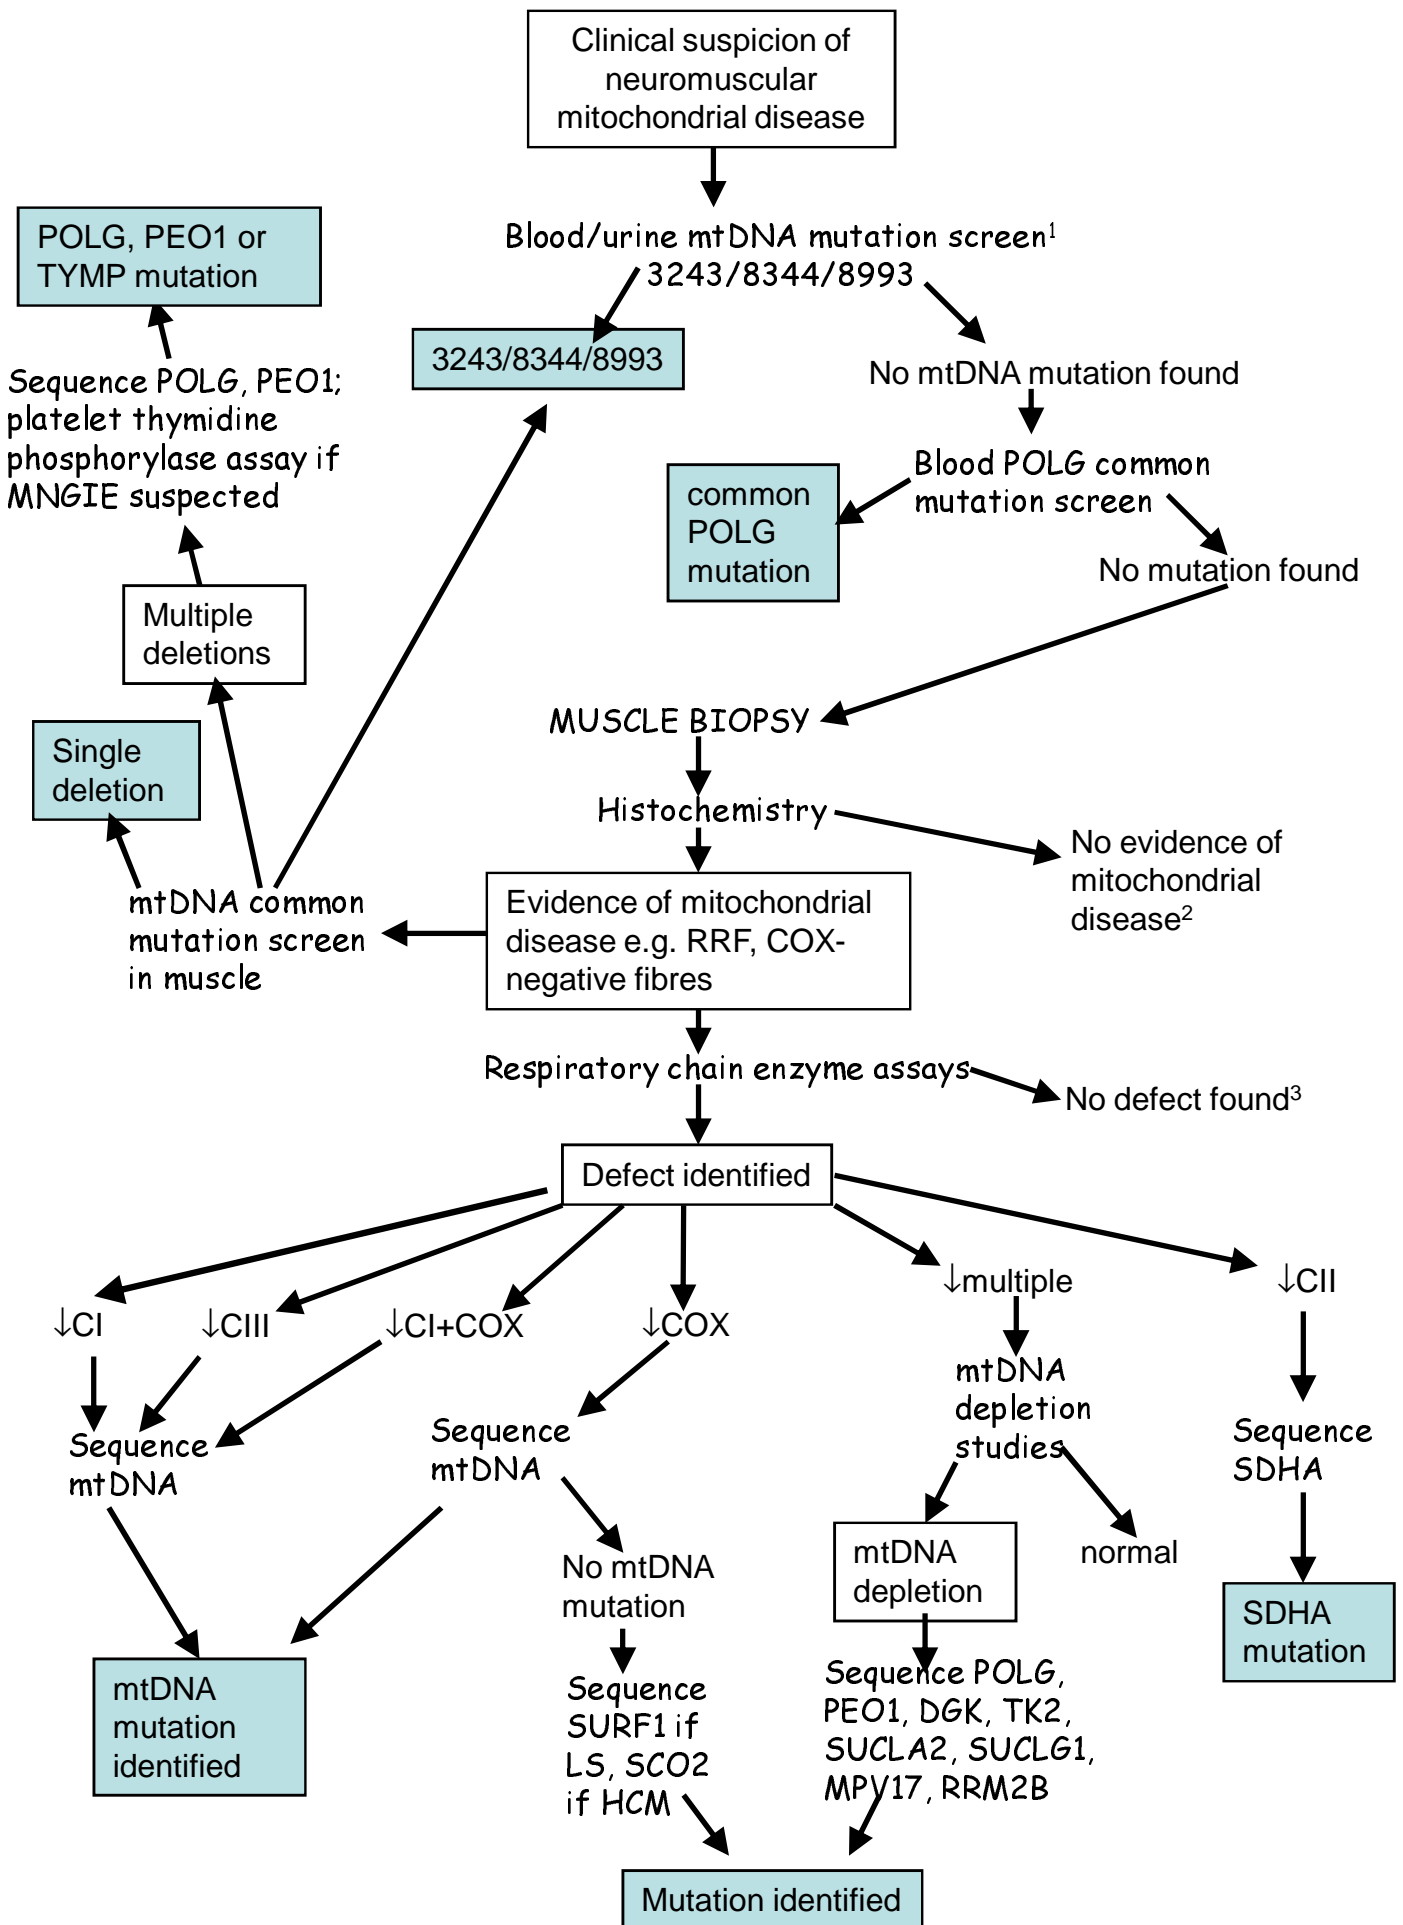 Clinical suspicion of
neuromuscular
mitochondrial disease
Blood/urine mtDNA mutation screen1
3243/8344/8993
POLG, PEO1 or
TYMP mutation
3243/8344/8993
No mtDNA mutation found
Sequence POLG, PEO1;
platelet thymidine
phosphorylase assay if
MNGIE suspected
Blood POLG common
mutation screen
common
POLG
mutation
No mutation found
Multiple
deletions
MUSCLE BIOPSY
Single
deletion
Histochemistry
No evidence of
mitochondrial
disease2
mtDNA common
mutation screen
in muscle
Evidence of mitochondrial
disease e.g. RRF, COX-
negative fibres
Respiratory chain enzyme assays
No defect found3
Defect identified
↓CI
↓CIII
↓CI+COX
↓COX
↓multiple
↓CII
Sequence
mtDNA
Sequence
mtDNA
mtDNA
depletion
studies
Sequence
SDHA
No mtDNA
mutation
mtDNA
depletion
normal
SDHA
mutation
mtDNA
mutation
identified
Sequence
SURF1 if
LS, SCO2
if HCM
Sequence POLG,
PEO1, DGK, TK2,
SUCLA2, SUCLG1,
MPV17, RRM2B
Mutation identified